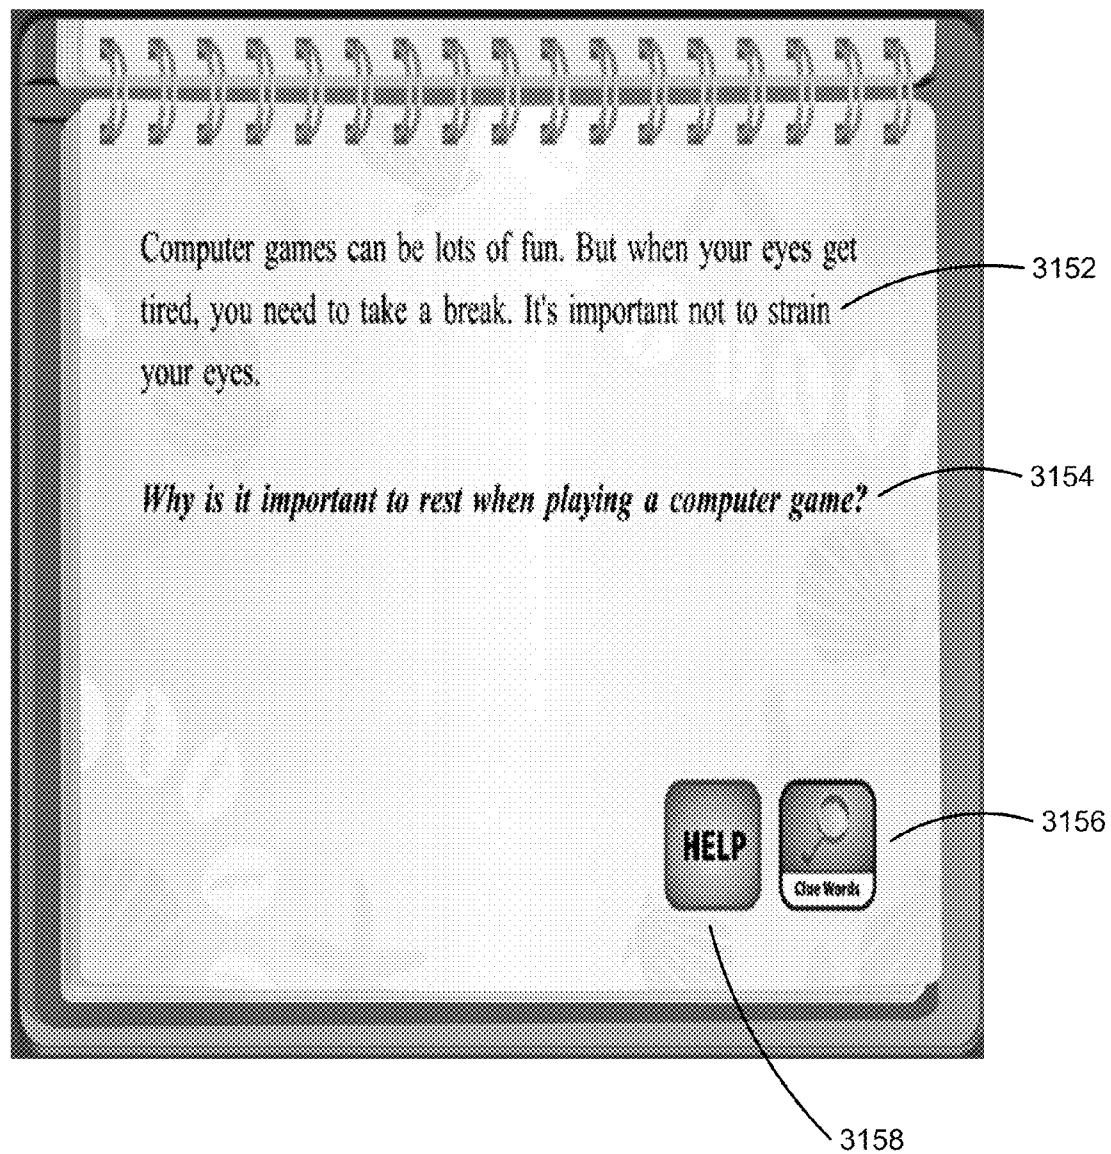 Computer games can be lots of fun. But when your eyes get
3152
tired, you need to take a break. It's important not to strain
your eyes.
3154
Why is it important to rest when playing a computer game?
3156
HELP
Clue Words
3158